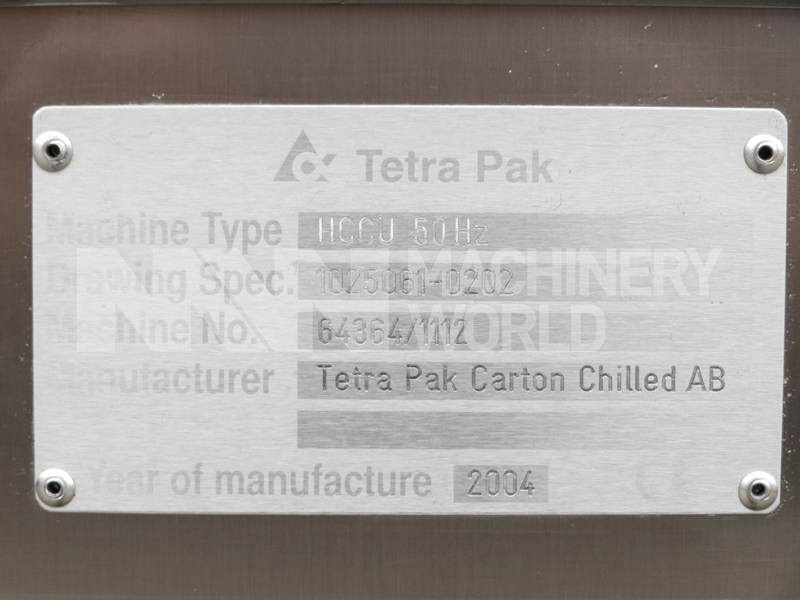 Tetra Pak
Machine Type HCCU 50Hz
Drawing Spec. 1025061-0202
MACHINERY
WORLD
Machine No. 64364/1112
Manufacturer Tetra Pak Carton Chilled AB
Year of manufacture 2004